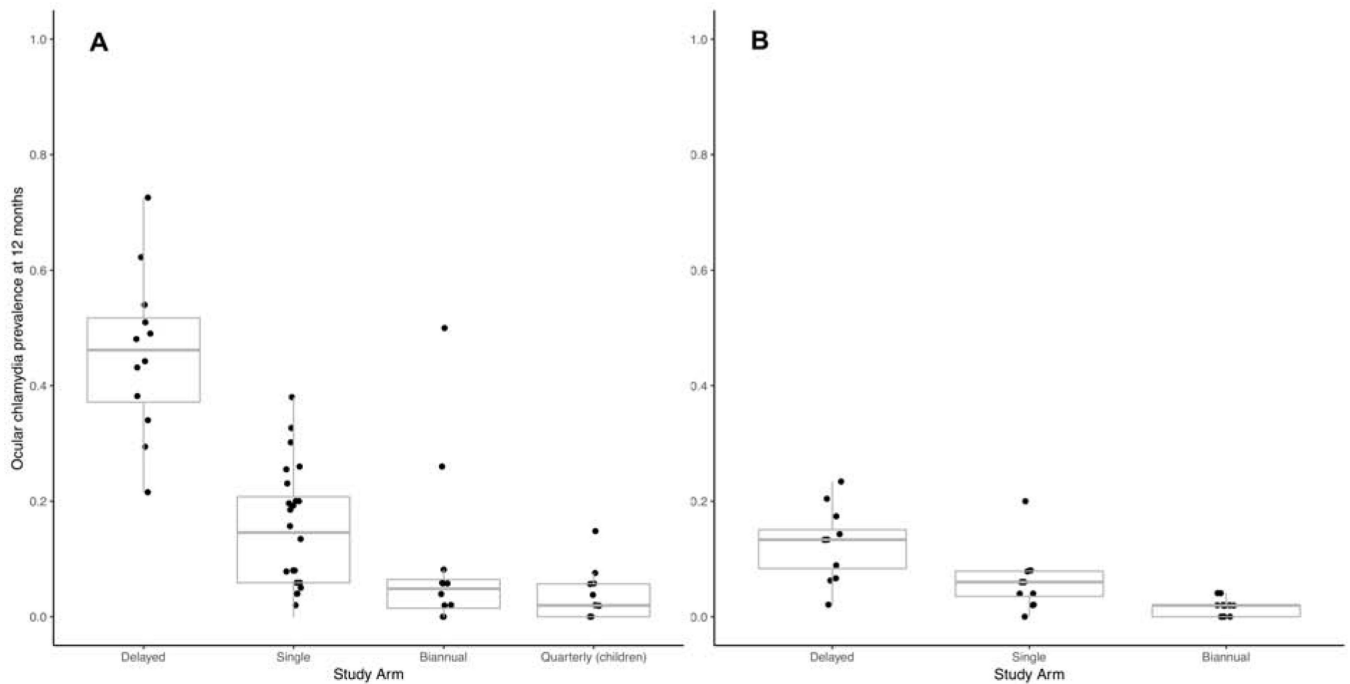 A
B
1.0
0.8
0.6
0.4
0.2
0.0
Ocular chlamydia prevalence at 12 months
Delayed
Single
Biannual
Quarterly (children)
Study Arm
1.0
0.8
0.6
0.4
0.2
0.0
Delayed
Single
Biannual
Study Arm